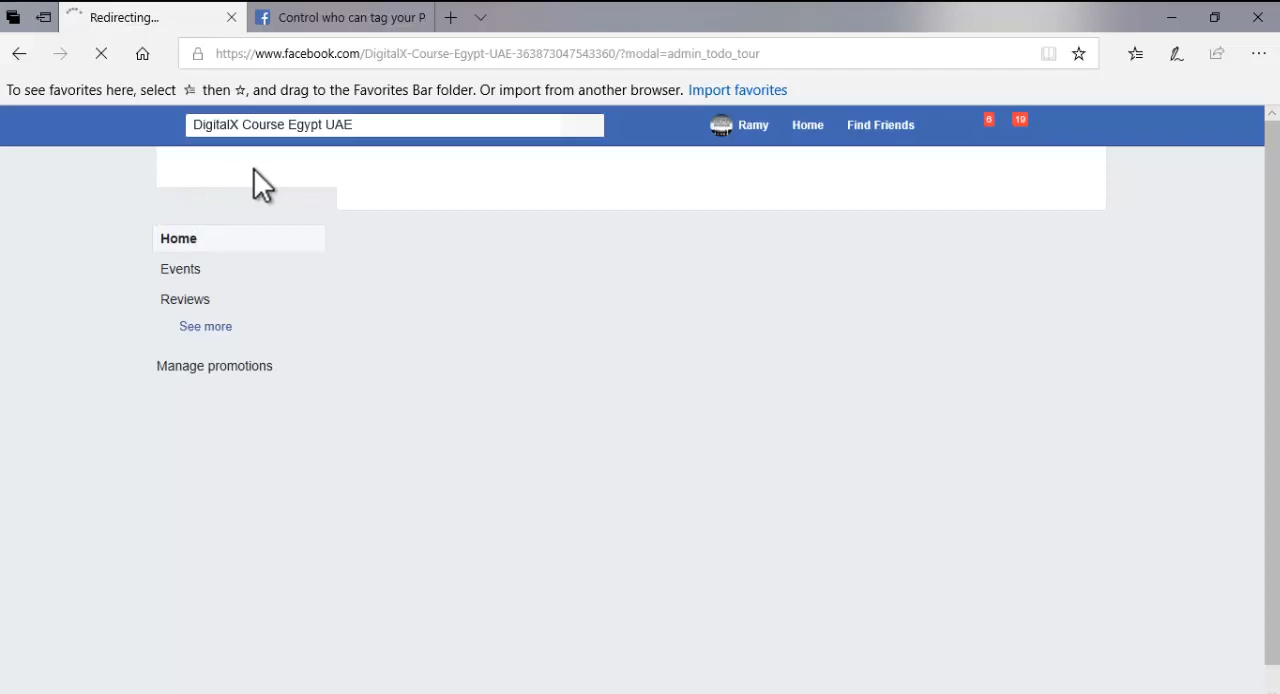 Redirecting...
Control who can tag your P
https://www.facebook.com/DigitalX-Course-Egypt-UAE-363873047543360/?modal=admin_todo_tour
To see favorites here, select ☆ then ☆, and drag to the Favorites Bar folder. Or import from another browser. Import favorites
DigitalX Course Egypt UAE
Ramy
Home
Find Friends
6
19
Home
Events
Reviews
See more
Manage promotions